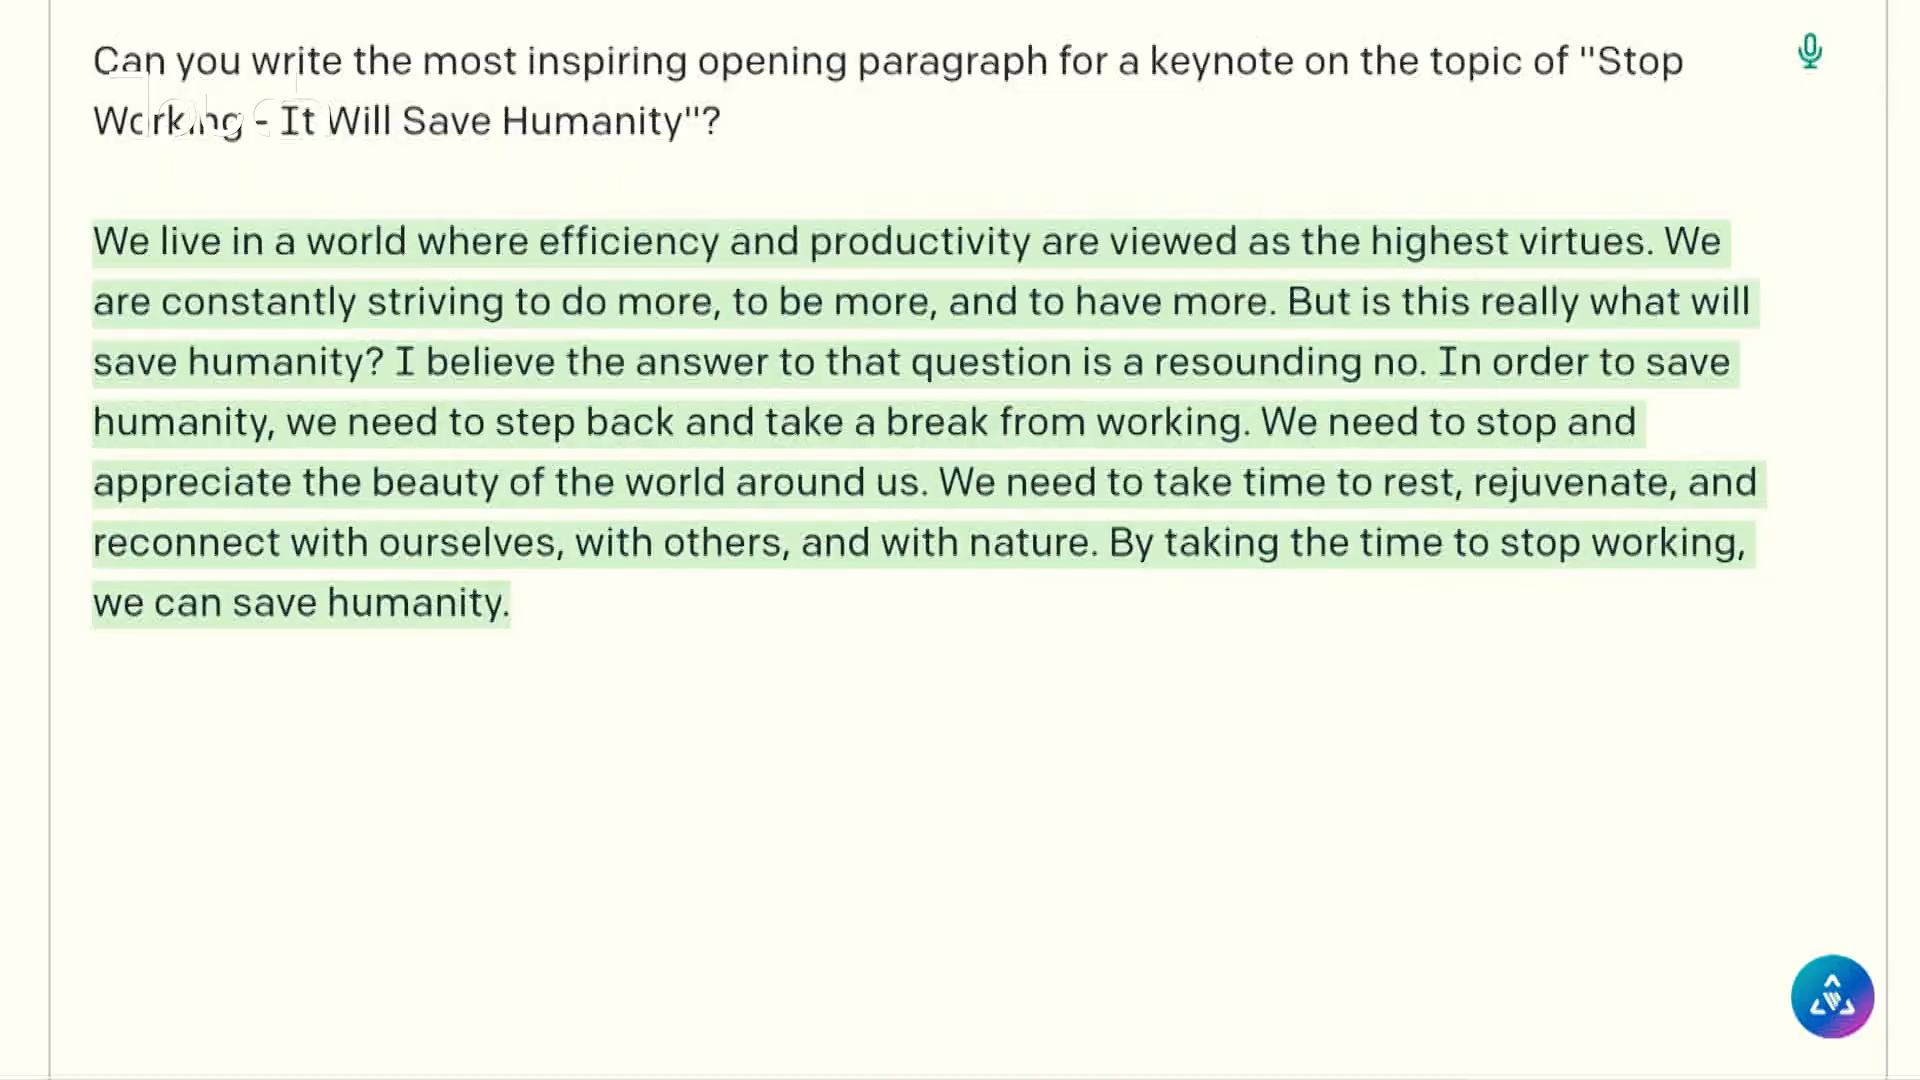 Can you write the most inspiring opening paragraph for a keynote on the topic of "Stop
Working - It Will Save Humanity"?
We live in a world where efficiency and productivity are viewed as the highest virtues. We
are constantly striving to do more, to be more, and to have more. But is this really what will
save humanity? I believe the answer to that question is a resounding no. In order to save
humanity, we need to step back and take a break from working. We need to stop and
appreciate the beauty of the world around us. We need to take time to rest, rejuvenate, and
reconnect with ourselves, with others, and with nature. By taking the time to stop working,
we can save humanity.